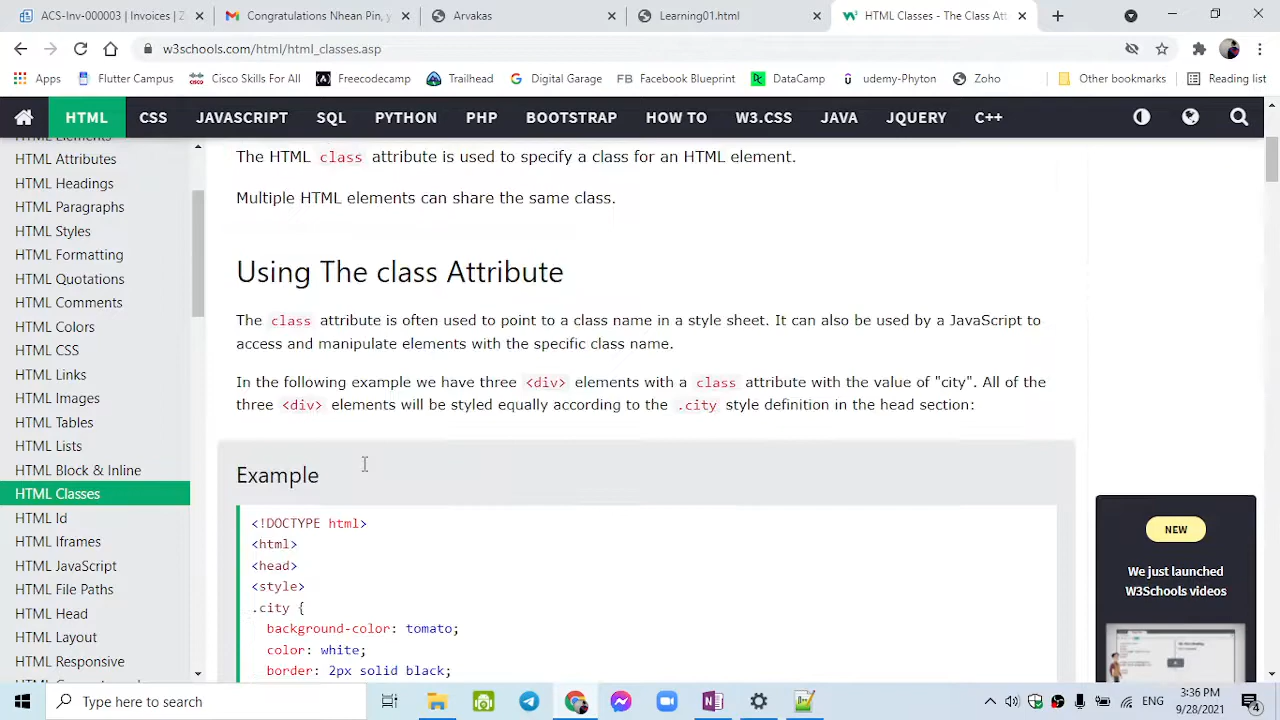 ACS-Inv-000003 | Invoices | Z
Congratulations Nhean Pin, y
Arvakas
Learning01.html
HTML Classes - The Class Att
w3schools.com/html/html_classes.asp
Apps
Flutter Campus
Cisco Skills For All
Freecodecamp
Trailhead
Digital Garage
FB Facebook Blueprint
DataCamp
udemy-Phyton
Zoho
Other bookmarks
Reading list
HTML CSS JAVASCRIPT SQL PYTHON PHP BOOTSTRAP HOW TO W3.CSS JAVA JQUERY C++
HTML Elements
HTML Attributes
HTML Headings
HTML Paragraphs
HTML Styles
HTML Formatting
HTML Quotations
HTML Comments
HTML Colors
HTML CSS
HTML Links
HTML Images
HTML Tables
HTML Lists
HTML Block & Inline
HTML Classes
HTML Id
HTML Iframes
HTML JavaScript
HTML File Paths
HTML Head
HTML Layout
HTML Responsive
The HTML class attribute is used to specify a class for an HTML element.
Multiple HTML elements can share the same class.
Using The class Attribute
The class attribute is often used to point to a class name in a style sheet. It can also be used by a JavaScript to
access and manipulate elements with the specific class name.
In the following example we have three <div> elements with a class attribute with the value of "city". All of the
three <div> elements will be styled equally according to the .city style definition in the head section:
Example
<!DOCTYPE html>
<html>
<head>
<style>
.city {
background-color: tomato;
color: white;
border: 2px solid black;
NEW
We just launched
W3Schools videos
Type here to search
ENG
3:36 PM
9/28/2021
4